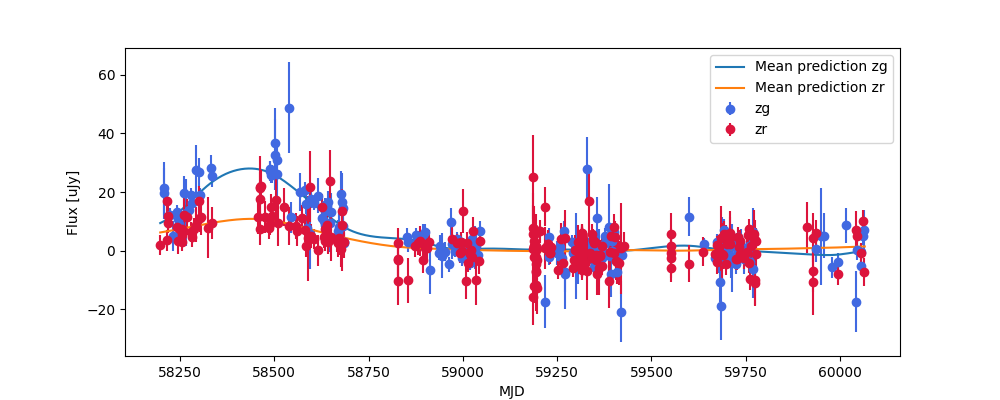 Mean prediction zg
Mean prediction zr
zg
zr
Flux [uJy]
60
40
20
0
−20
58250 58500 58750 59000 59250 59500 59750 60000
MJD